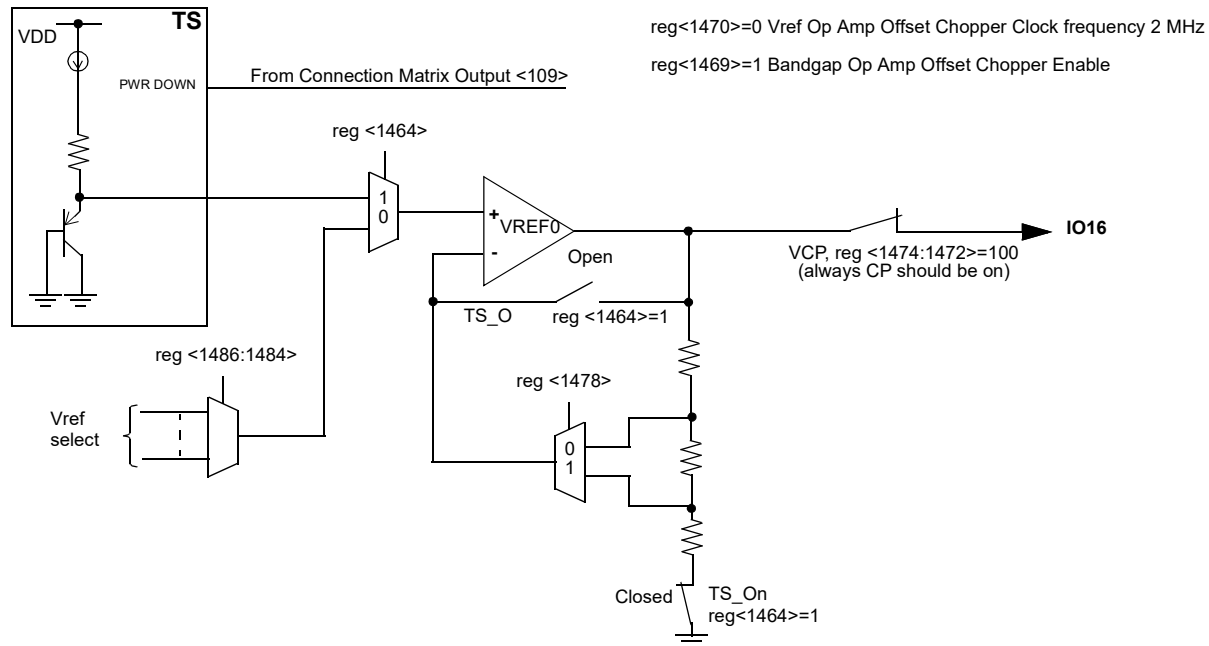 TS
VDD
PWR DOWN
From Connection Matrix Output <109>
reg<1470>=0 Vref Op Amp Offset Chopper Clock frequency 2 MHz
reg<1469>=1 Bandgap Op Amp Offset Chopper Enable
reg <1464>
1
0
+
VREF0
-
Open
TS_O
reg <1464>=1
VCP, reg <1474:1472>=100
(always CP should be on)
IO16
reg <1486:1484>
Vref
select
reg <1478>
0
1
Closed
TS_On
reg<1464>=1